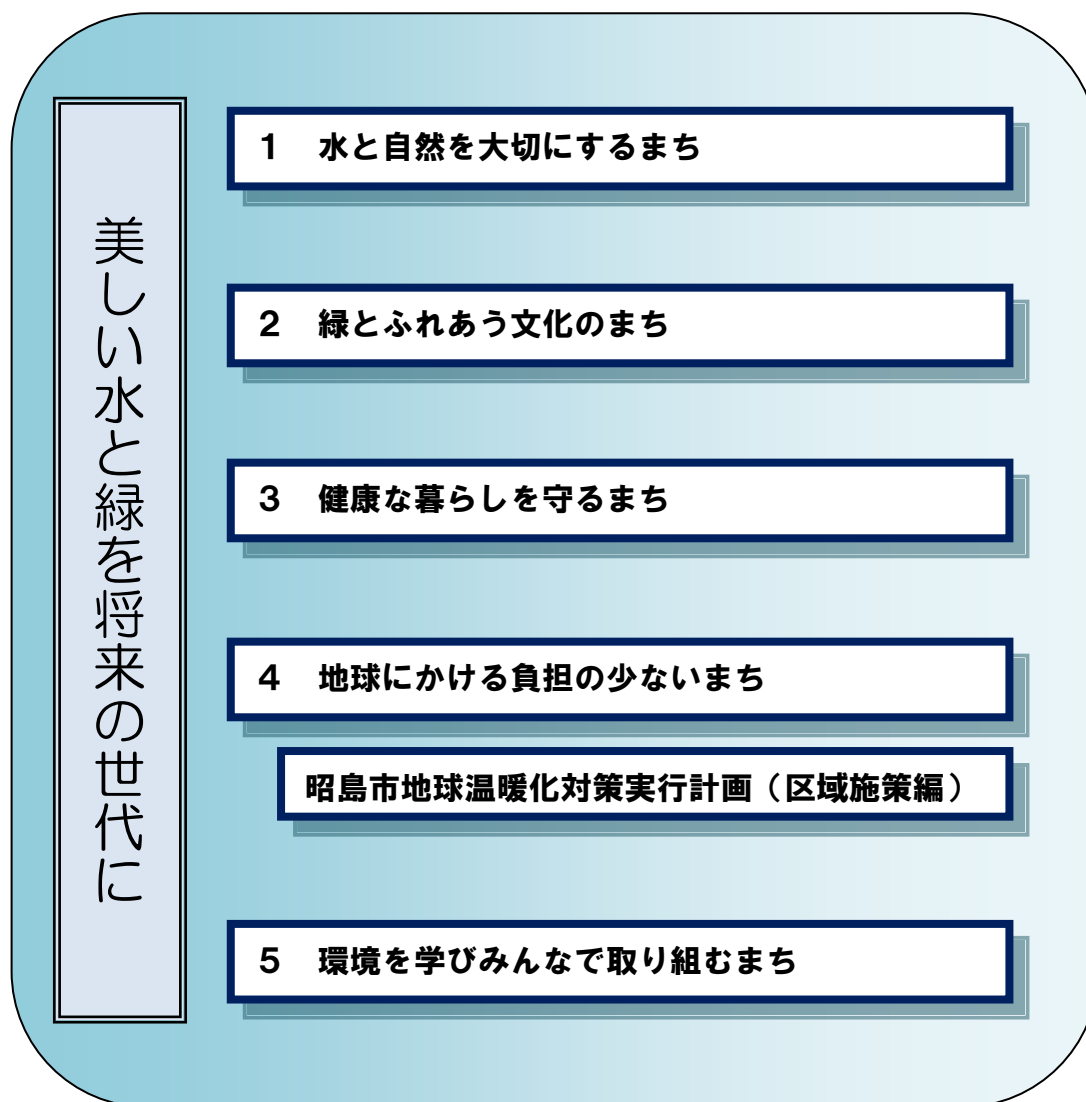 美しい水と緑を将来の世代に
１　水と自然を大切にするまち
２　緑とふれあう文化のまち
３　健康な暮らしを守るまち
４　地球にかける負担の少ないまち
昭島市地球温暖化対策実行計画（区域施策編）
５　環境を学びみんなで取り組むまち